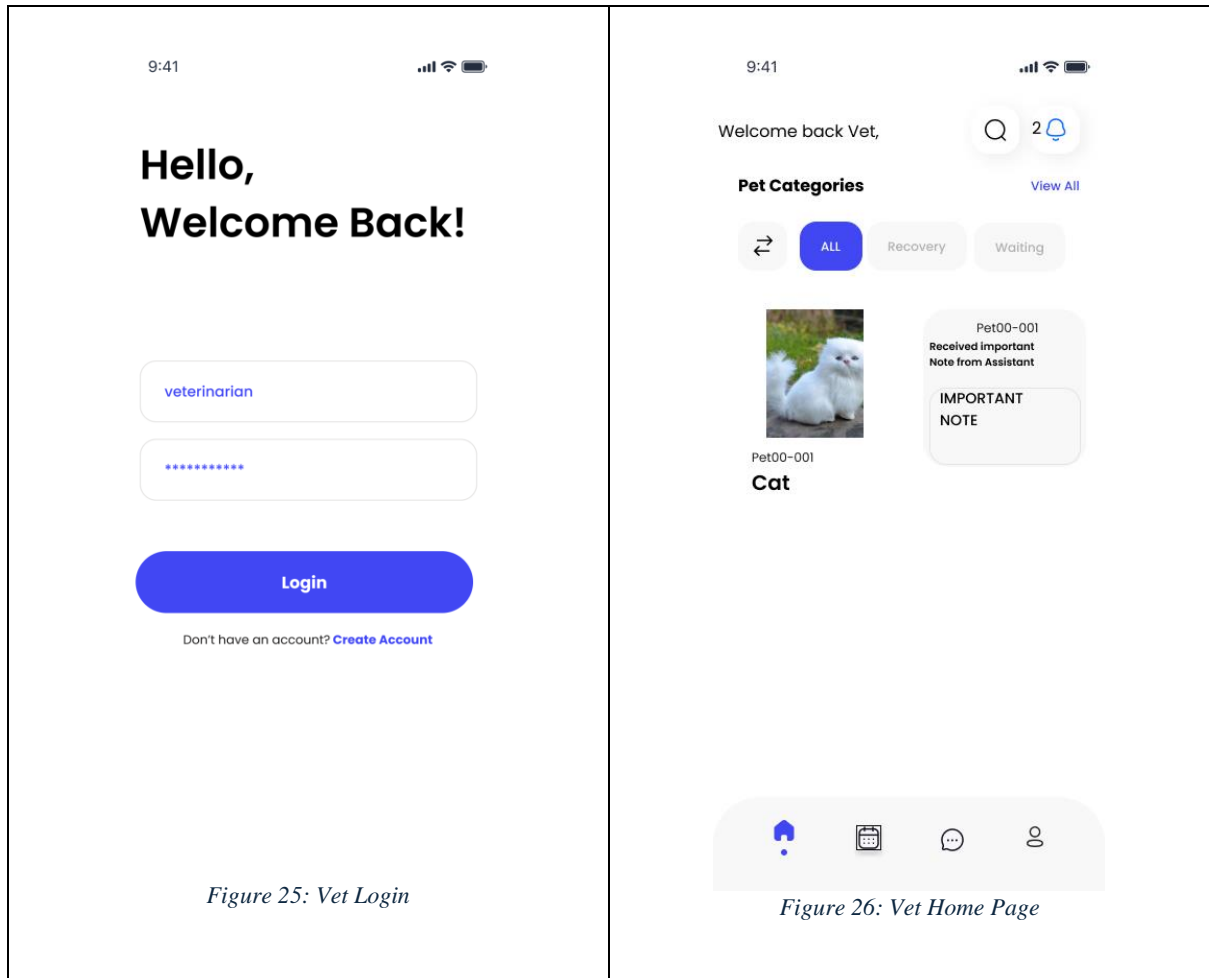 9:41
Hello,
Welcome Back!
veterinarian
***********
Login
Don't have an account? Create Account
Figure 25: Vet Login
9:41
Welcome back Vet,
2
Pet Categories
View All
ALL
Recovery
Waiting
Pet00-001
Cat
Pet00-001
Received important
Note from Assistant
IMPORTANT
NOTE
Figure 26: Vet Home Page